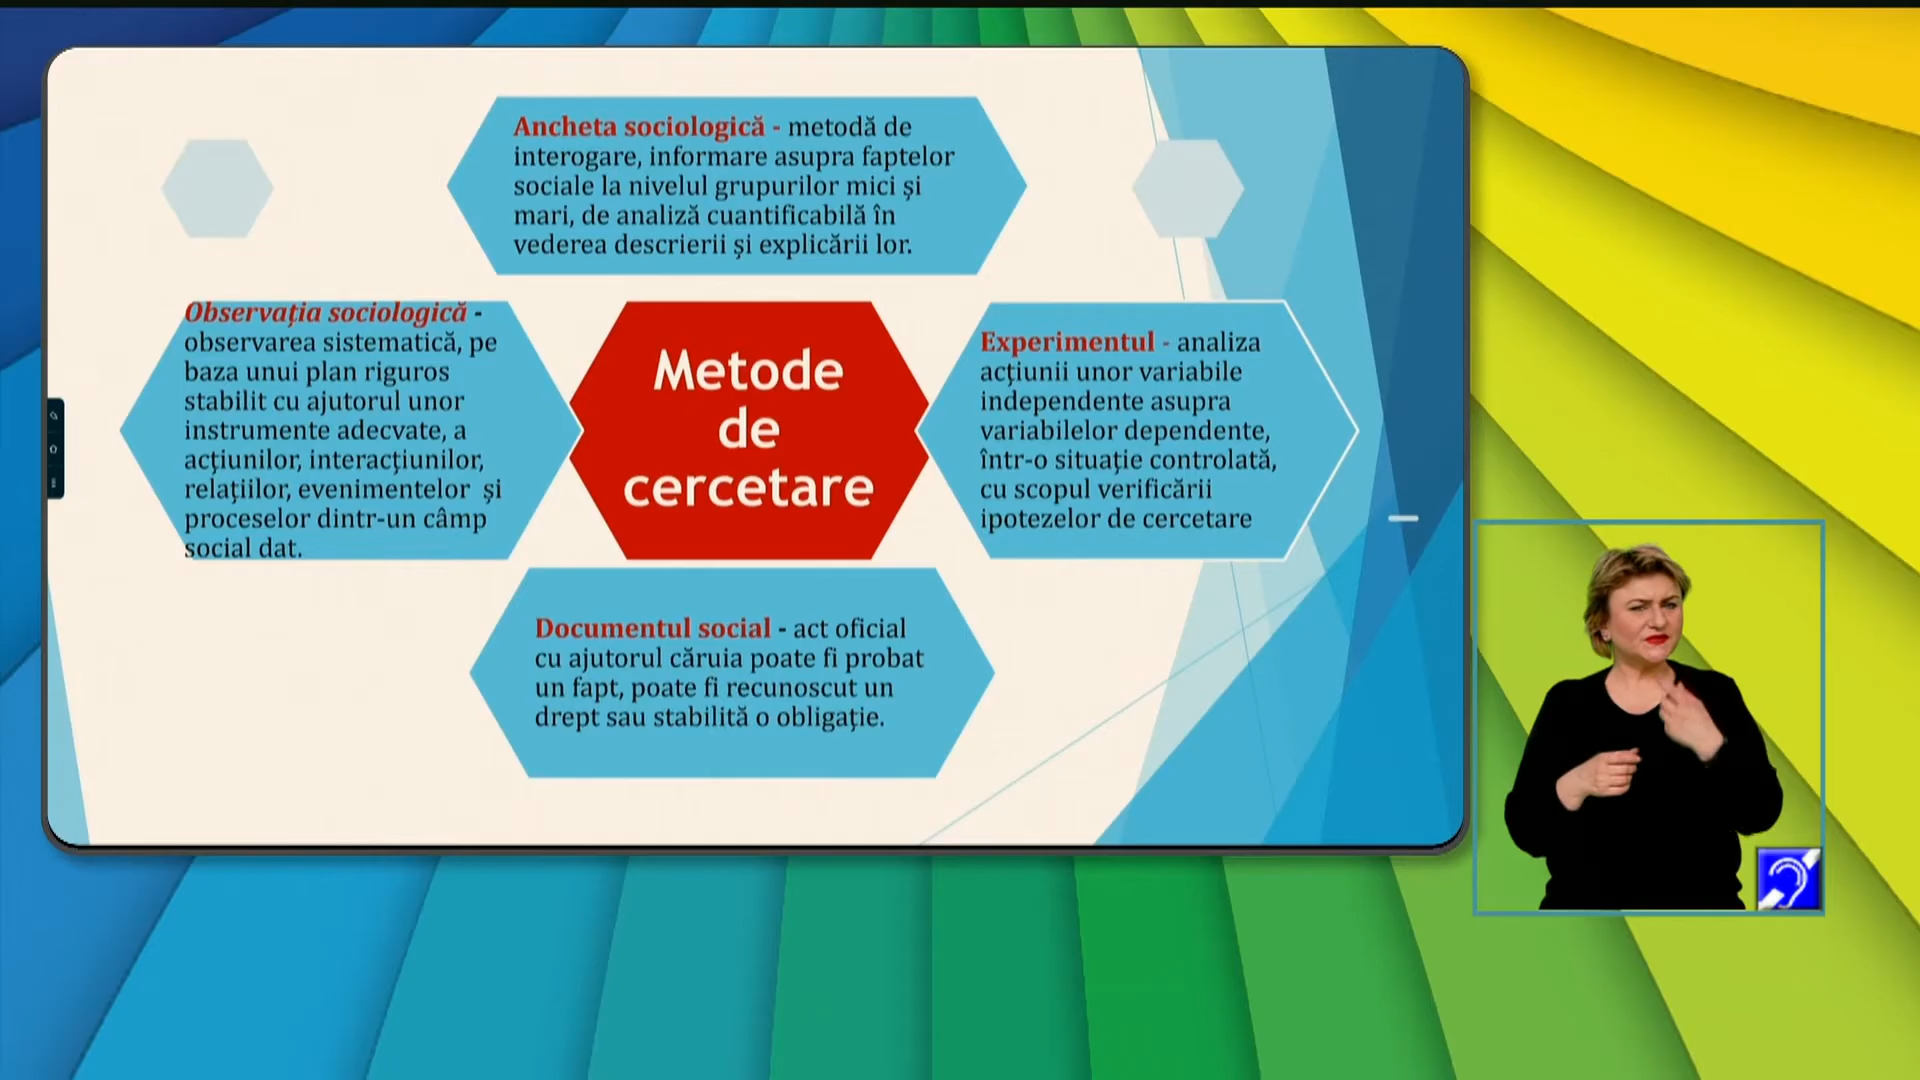 Ancheta sociologică - metodă de
interogare, informare asupra faptelor
sociale la nivelul grupurilor mici și
mari, de analiză cuantificabilă în
vederea descrierii și explicării lor.
Observația sociologică -
observarea sistematică, pe
baza unui plan riguros
stabilit cu ajutorul unor
instrumente adecvate, a
acțiunilor, interacțiunilor,
relațiilor, evenimentelor și
proceselor dintr-un câmp
social dat.
Metode
de
cercetare
Experimentul - analiza
acțiunii unor variabile
independente asupra
variabilelor dependente,
într-o situație controlată,
cu scopul verificării
ipotezelor de cercetare
Documentul social - act oficial
cu ajutorul căruia poate fi probat
un fapt, poate fi recunoscut un
drept sau stabilită o obligație.